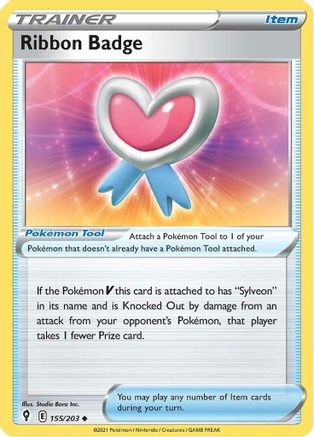 TRAINER Item
Ribbon Badge
Pokémon Tool Attach a Pokémon Tool to 1 of your
Pokémon that doesn't already have a Pokémon Tool attached.
If the Pokémon V this card is attached to has “Sylveon”
in its name and is Knocked Out by damage from an
attack from your opponent's Pokémon, that player
takes 1 fewer Prize card.
Illus. Studio Bora Inc.
E 155/203
You may play any number of Item cards
during your turn.
©2021 Pokémon / Nintendo / Creatures / GAME FREAK